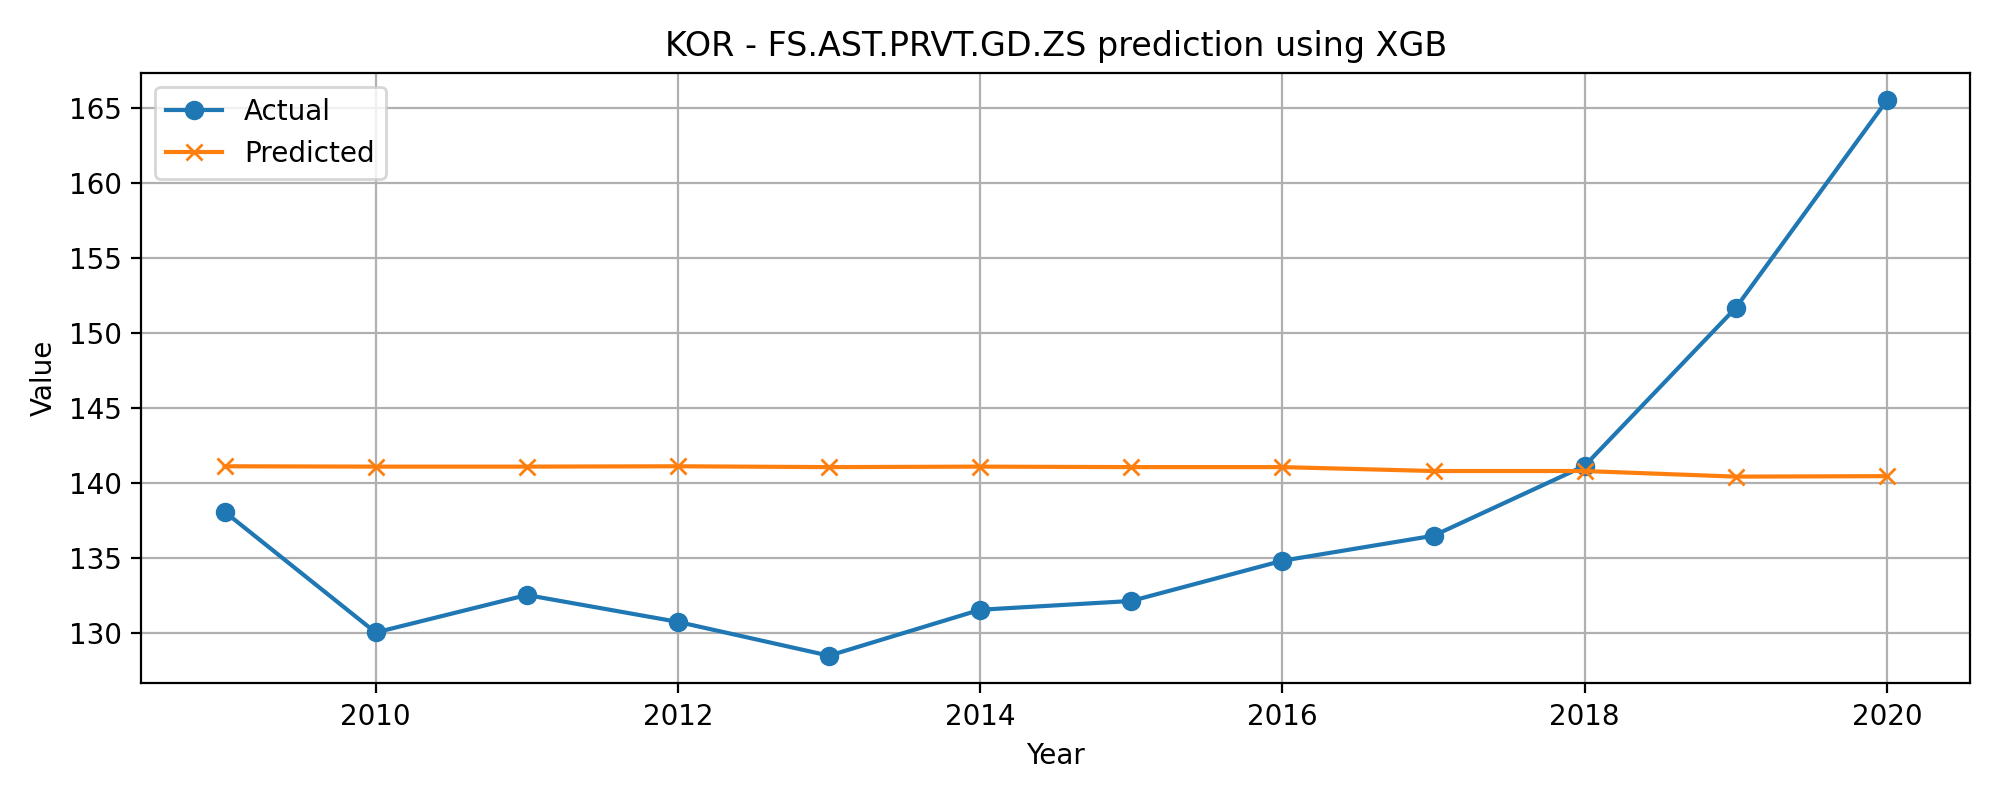 KOR - FS.AST.PRVT.GD.ZS prediction using XGB
Actual
Predicted
165
160
155
150
145
140
135
130
Value
2010 2012 2014 2016 2018 2020
Year